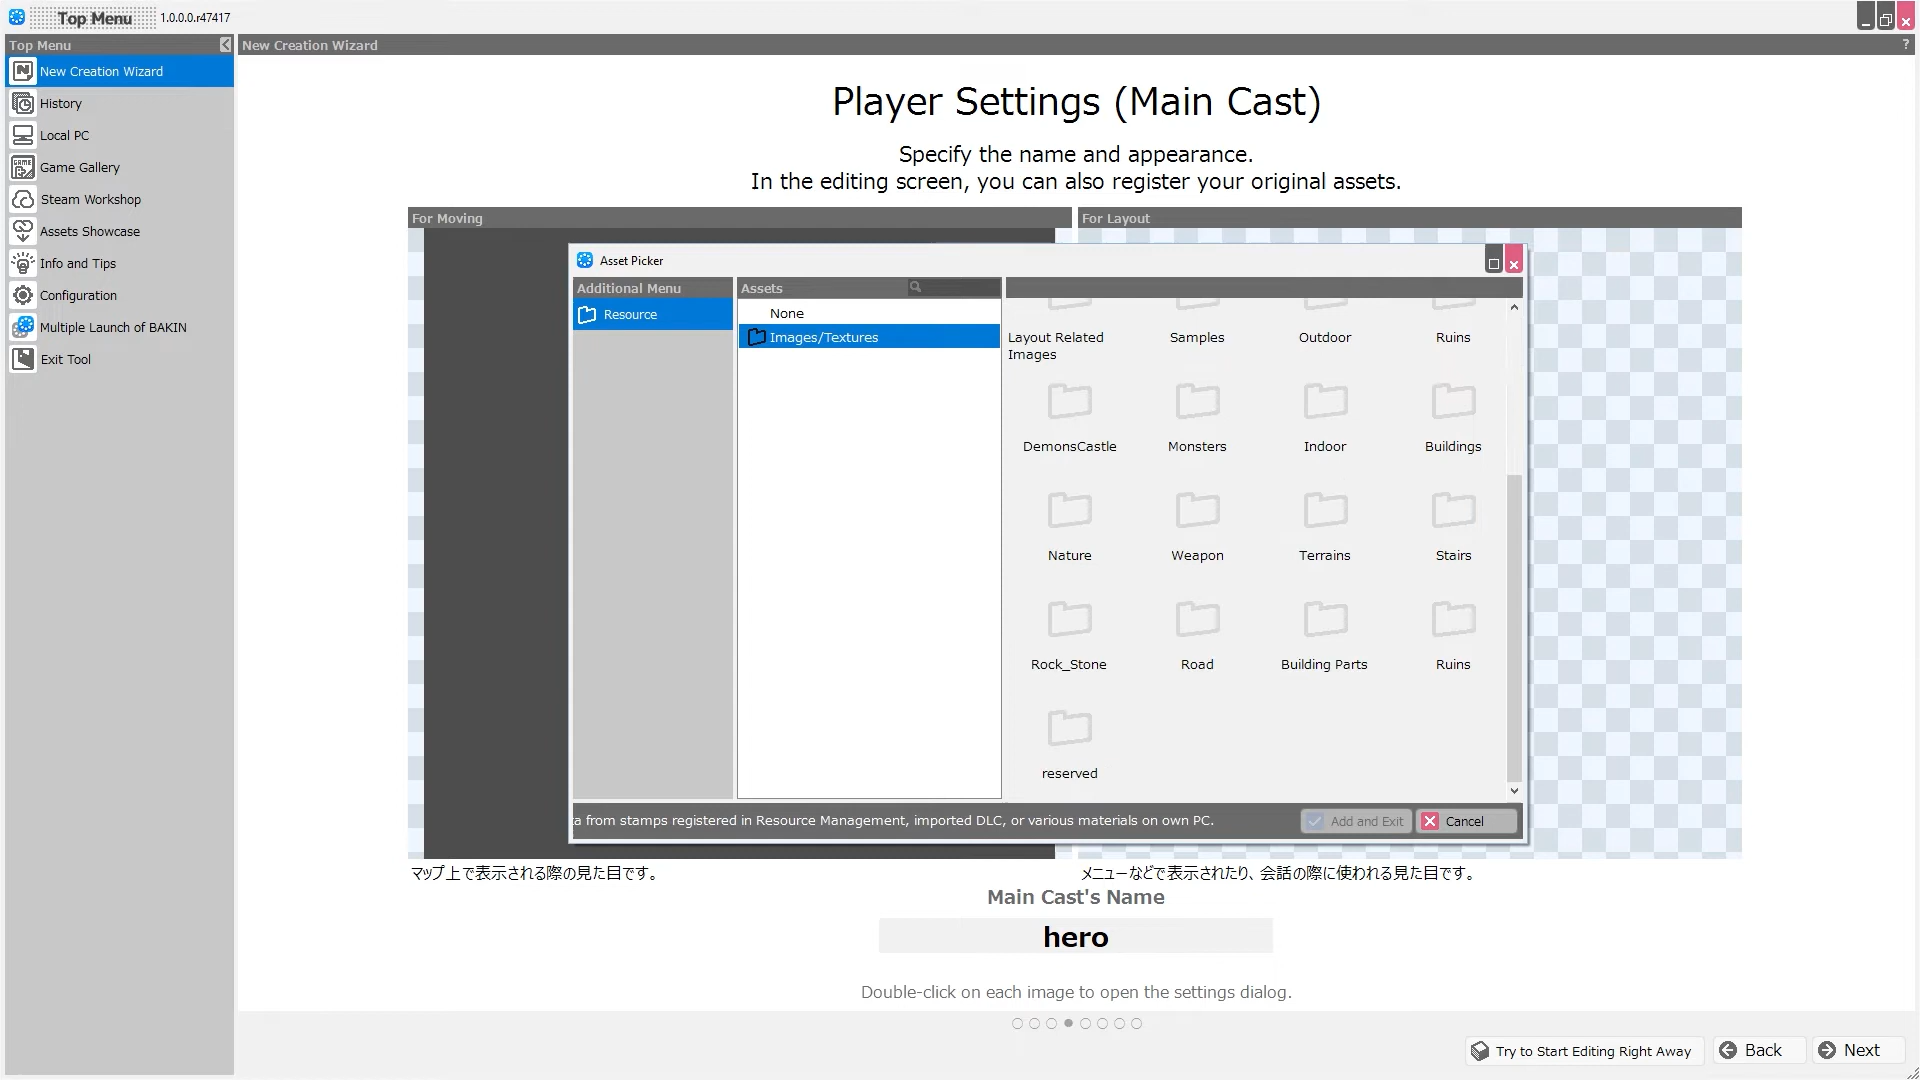 Top Menu
1.0.0.0.r47417
Top Menu
New Creation Wizard
?
New Creation Wizard
History
Local PC
Game Gallery
Steam Workshop
Assets Showcase
Info and Tips
Configuration
Multiple Launch of BAKIN
Exit Tool
Player Settings (Main Cast)
Specify the name and appearance.
In the editing screen, you can also register your original assets.
For Moving
For Layout
Asset Picker
Additional Menu
Assets
Resource
None
Images/Textures
Layout Related
Images
Samples
Outdoor
Ruins
DemonsCastle
Monsters
Indoor
Buildings
Nature
Weapon
Terrains
Stairs
Rock_Stone
Road
Building Parts
Ruins
reserved
a from stamps registered in Resource Management, imported DLC, or various materials on own PC.
Add and Exit
Cancel
マップ上で表示される際の見た目です。
メニューなどで表示されたり、会話の際に使われる見た目です。
Main Cast's Name
hero
Double-click on each image to open the settings dialog.
Try to Start Editing Right Away
Back
Next